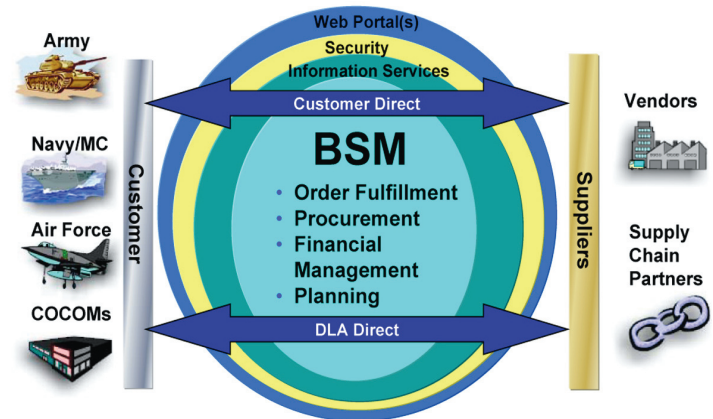 Web Portal(s)
Security
Information Services
Customer Direct
BSM
• Order Fulfillment
• Procurement
• Financial
Management
• Planning
DLA Direct
Army
Navy/MC
Air Force
COCOMs
Customer
Suppliers
Vendors
Supply
Chain
Partners